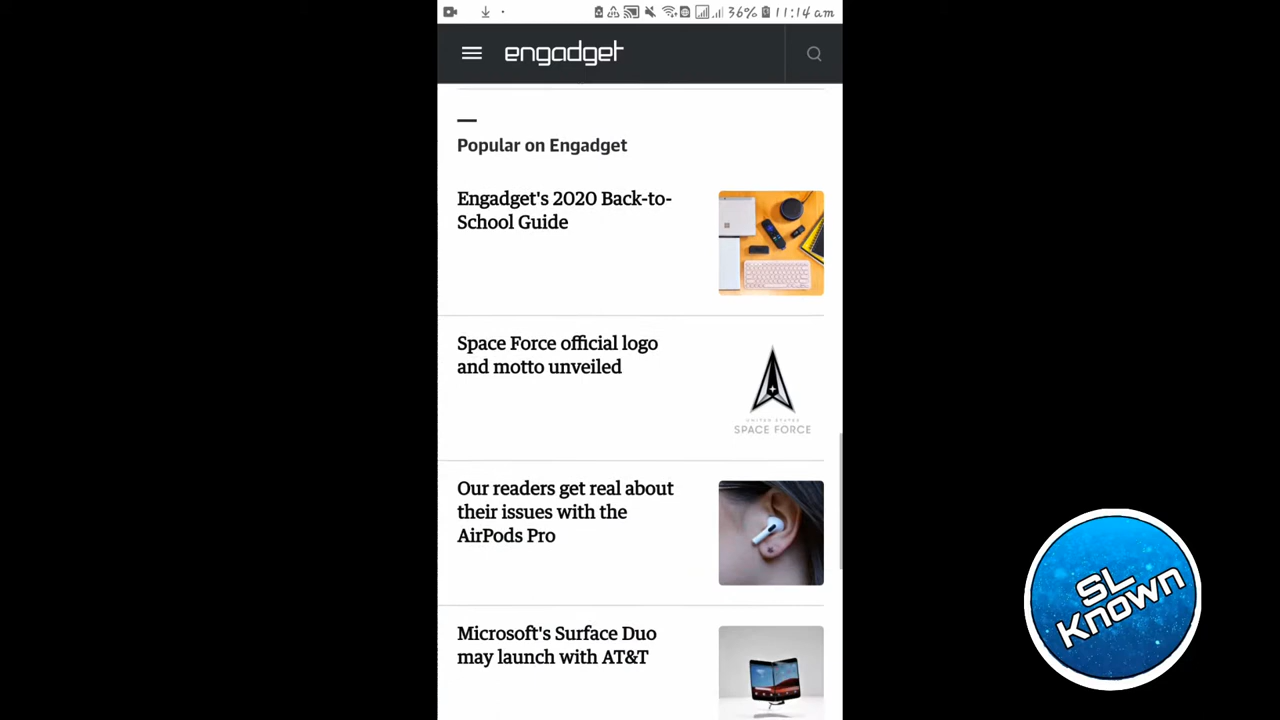 36% 11:14 am
engadget
Popular on Engadget
Engadget's 2020 Back-to-
School Guide
Space Force official logo
and motto unveiled
UNITED STATES
SPACE FORCE
Our readers get real about
their issues with the
AirPods Pro
Microsoft's Surface Duo
may launch with AT&T
SL
Known